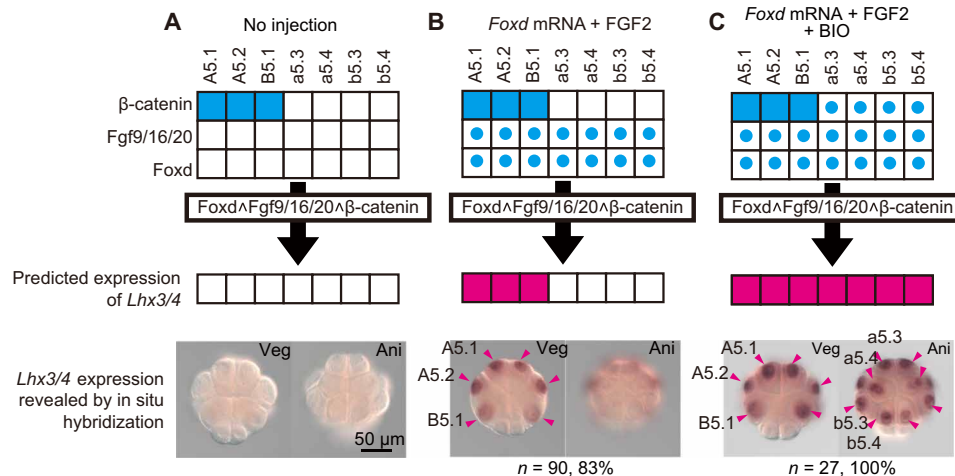 A
No injection
A5.1
A5.2
B5.1
a5.3
a5.4
b5.3
b5.4
β-catenin
Fgf9/16/20
Foxd
Foxd∧Fgf9/16/20∧β-catenin
Predicted expression
of Lhx3/4
Lhx3/4 expression
revealed by in situ
hybridization
Veg
Ani
50 µm
B
Foxd mRNA + FGF2
A5.1
A5.2
B5.1
a5.3
a5.4
b5.3
b5.4
Foxd∧Fgf9/16/20∧β-catenin
A5.1
A5.2
B5.1
Veg
Ani
n = 90, 83%
C
Foxd mRNA + FGF2
+ BIO
A5.1
A5.2
B5.1
a5.3
a5.4
b5.3
b5.4
Foxd∧Fgf9/16/20∧β-catenin
A5.1
A5.2
B5.1
Veg
a5.3
a5.4
Ani
b5.3
b5.4
n = 27, 100%